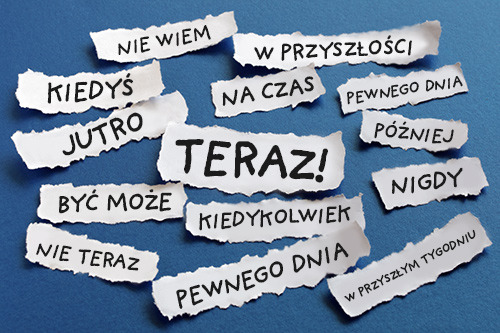 NIE WIEM
W PRZYSZŁOŚCI
KIEDYŚ
NA CZAS
PEWNEGO DNIA
JUTRO
TERAZ!
PÓŹNIEJ
NIGDY
BYĆ MOŻE
KIEDYKOLWIEK
NIE TERAZ
PEWNEGO DNIA
W PRZYSZŁYM TYGODNIU